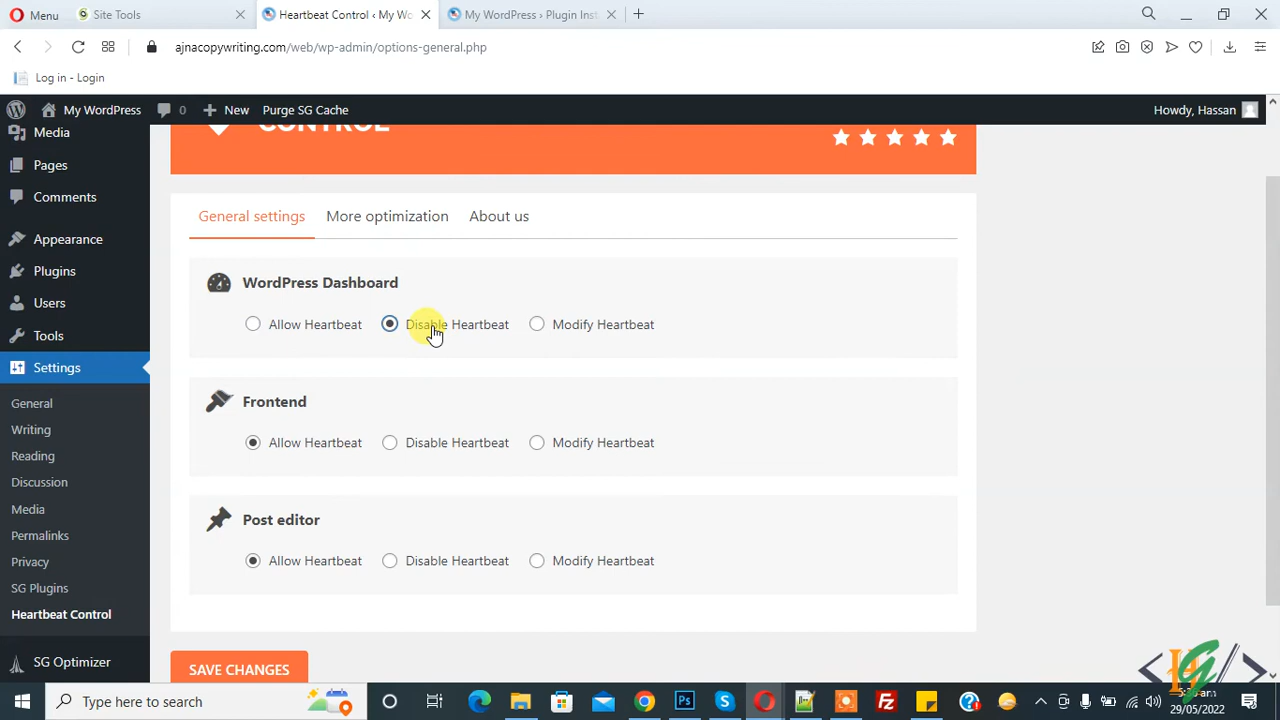 Menu
Site Tools
Heartbeat Control ‹ My Wo
My WordPress › Plugin Inst
ajnacopywriting.com/web/wp-admin/options-general.php
Log in - Login
My WordPress
0
New
Purge SG Cache
Howdy, Hassan
CONTROL
Media
Pages
Comments
Appearance
Plugins
Users
Tools
Settings
General
Writing
Reading
Discussion
Media
Permalinks
Privacy
SG Plugins
Heartbeat Control
SG Optimizer
General settings
More optimization
About us
WordPress Dashboard
Allow Heartbeat
Disable Heartbeat
Modify Heartbeat
Frontend
Allow Heartbeat
Disable Heartbeat
Modify Heartbeat
Post editor
Allow Heartbeat
Disable Heartbeat
Modify Heartbeat
SAVE CHANGES
Type here to search
29/05/2022